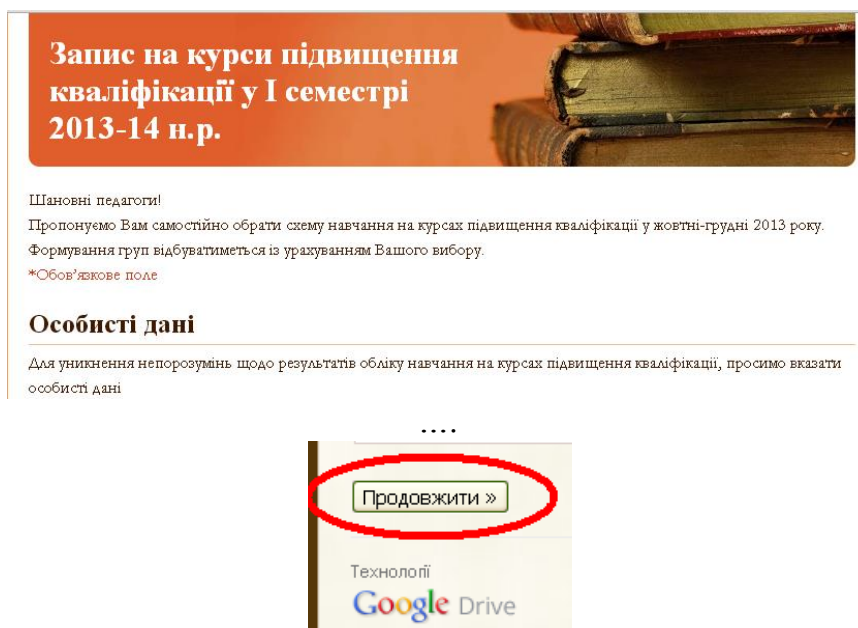 Запис на курси підвищення
кваліфікації у І семестрі
2013-14 н.р.
Шановні педагоги!
Пропонуємо Вам самостійно обрати схему навчання на курсах підвищення кваліфікації у жовтні-грудні 2013 року.
Формування груп відбуватиметься із урахуванням Вашого вибору.
*Обов’язкове поле
Особисті дані
Для уникнення непорозумінь щодо результатів обліку навчання на курсах підвищення кваліфікації, просимо вказати
особисті дані
....
Продовжити »
Технології
Google Drive